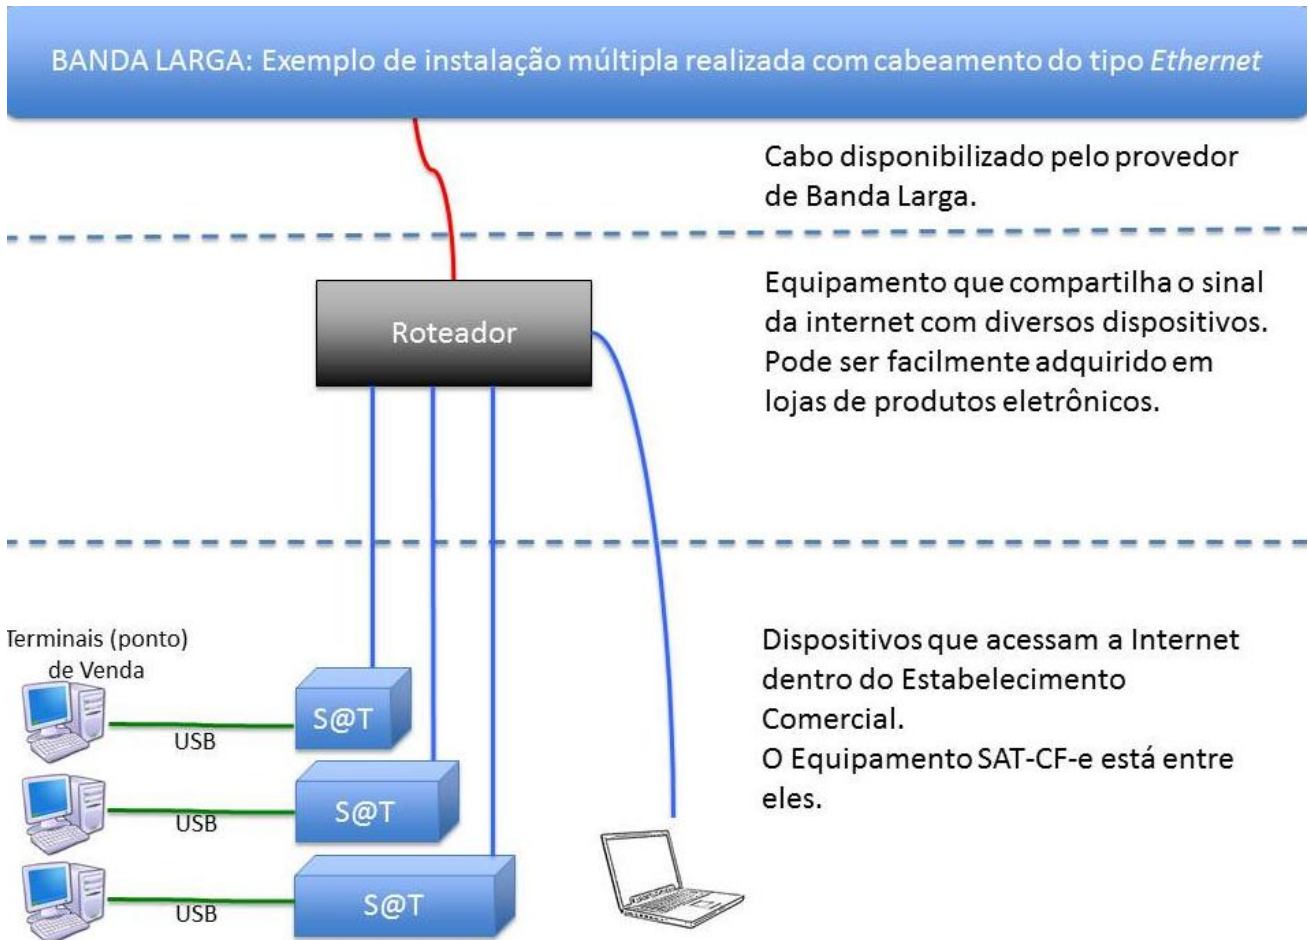 BANDA LARGA: Exemplo de instalação múltipla realizada com cabeamento do tipo Ethernet
Cabo disponibilizado pelo provedor
de Banda Larga.
Roteador
Equipamento que compartilha o sinal
da internet com diversos dispositivos.
Pode ser facilmente adquirido em
lojas de produtos eletrônicos.
Terminais (ponto)
de Venda
S@T
USB
S@T
USB
S@T
USB
Dispositivos que acessam a Internet
dentro do Estabelecimento
Comercial.
O Equipamento SAT-CF-e está entre
eles.